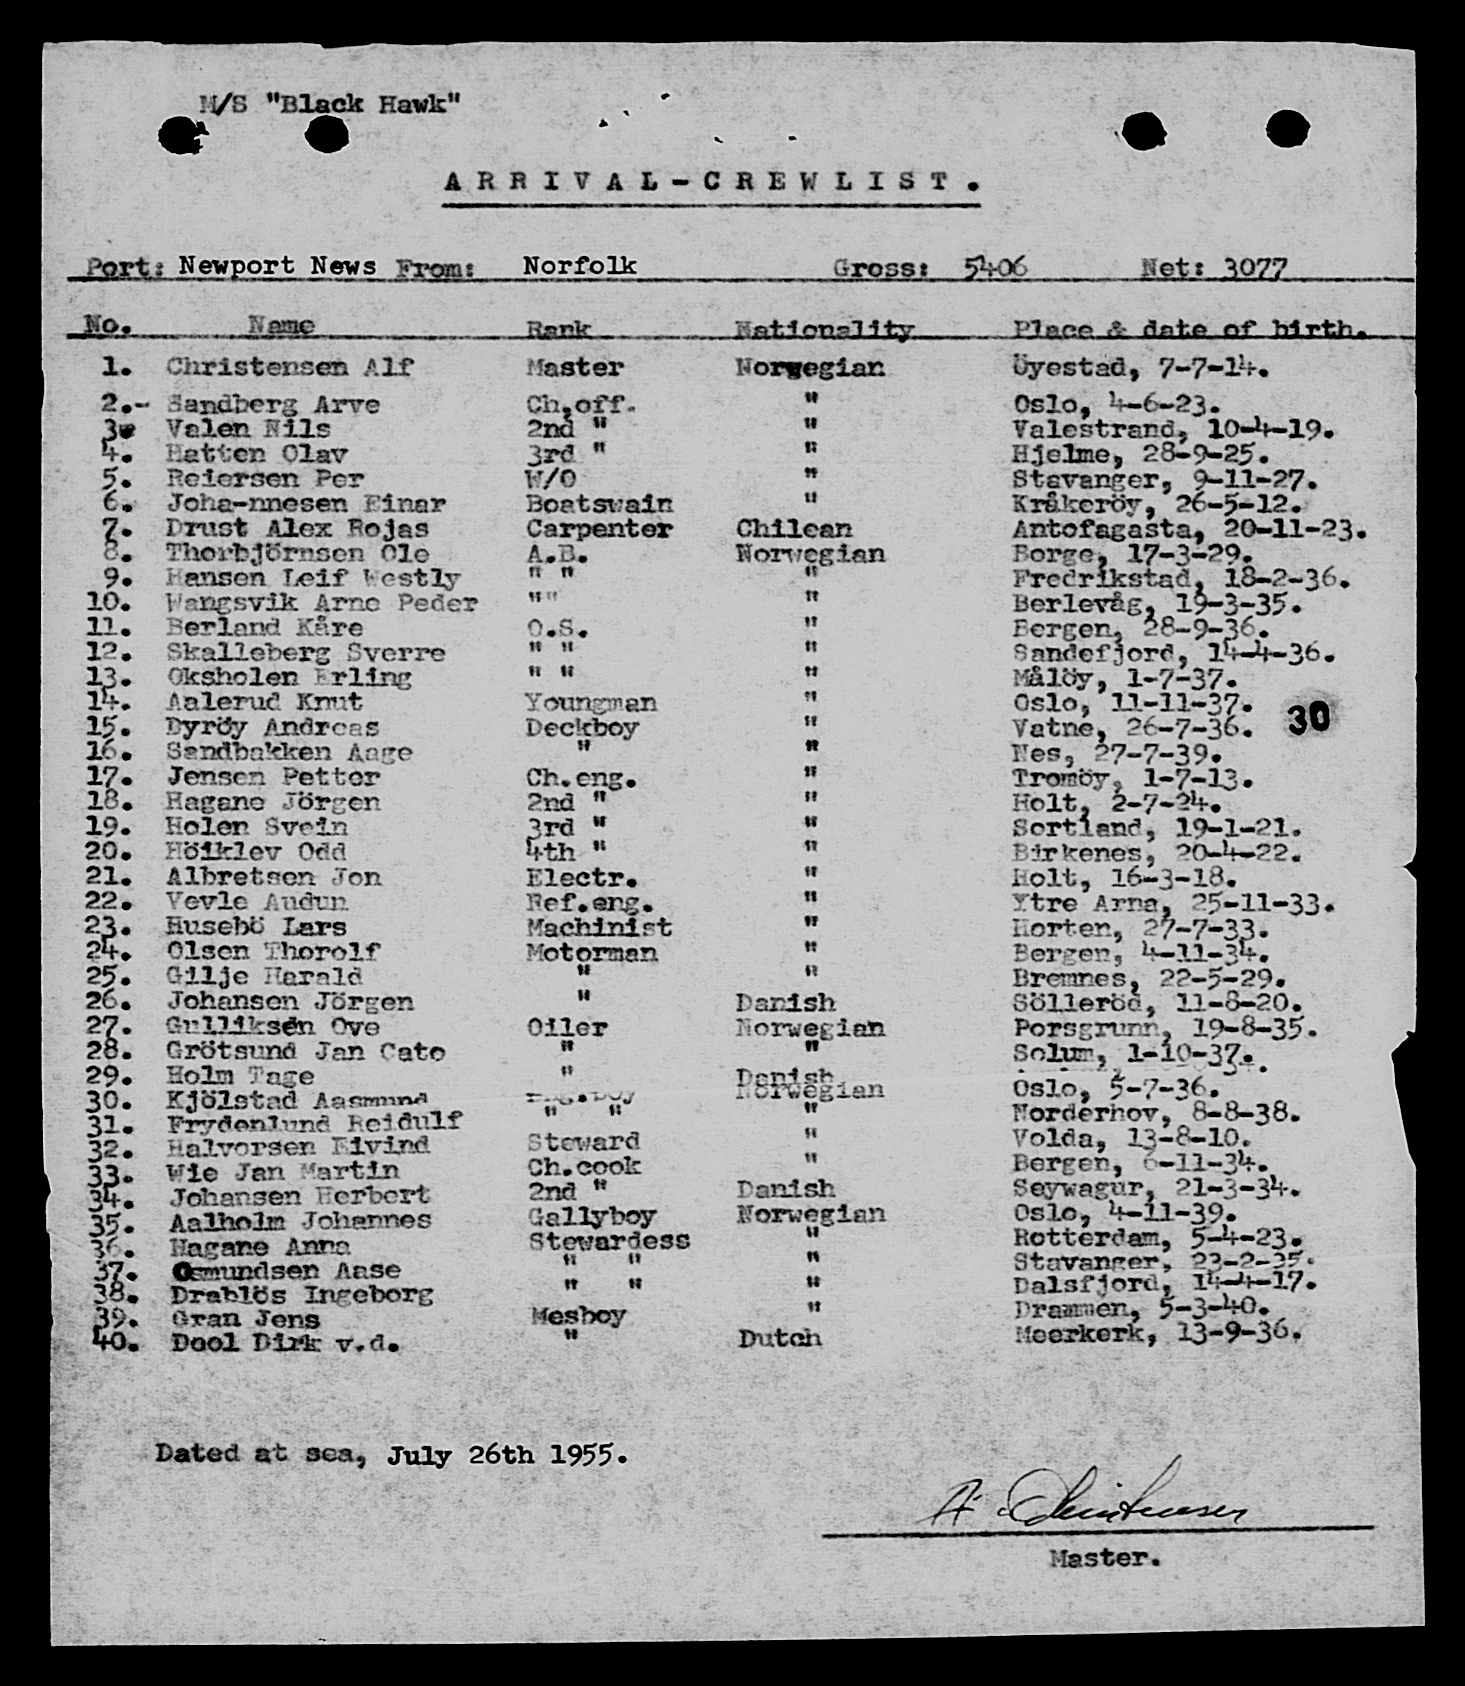 M/S "Black Hawk"
ARRIVAL-CREWLIST.
Port: Newport News From: Norfolk Gross: 5406 Net: 3077
No. Name Rank Nationality Place & date of birth.
1. Christensen Alf Master Norwegian Öyestad, 7-7-14.
2.- Sandberg Arve Ch.off. " Oslo, 4-6-23.
3. Valen Nils 2nd " " Valestrand, 10-4-19.
4. Hatten Olav 3rd " " Hjelme, 28-9-25.
5. Reiersen Per W/O " Stavanger, 9-11-27.
6. Joha-nnesen Einar Boatswain " Kråkeröy, 26-5-12.
7. Drust Alex Rojas Carpenter Chilean Antofagasta, 20-11-23.
8. Thorbjörnsen Ole A.B. Norwegian Borge, 17-3-29.
9. Hansen Leif Westly " " " Fredrikstad, 18-2-36.
10. Wangsvik Arne Peder "" " Berlevåg, 19-3-35.
11. Berland Kåre O.S. " Bergen, 28-9-36.
12. Skalleberg Sverre " " " Sandefjord, 14-4-36.
13. Oksholen Erling " " " Målöy, 1-7-37.
14. Aalerud Knut Youngman " Oslo, 11-11-37.
15. Dyröy Andreas Deckboy " Vatne, 26-7-36. 30
16. Sandbakken Aage " " Nes, 27-7-39.
17. Jensen Petter Ch.eng. " Tromöy, 1-7-13.
18. Hagane Jörgen 2nd " " Holt, 2-7-24.
19. Holen Svein 3rd " " Sortland, 19-1-21.
20. Höiklev Odd 4th " " Birkenes, 20-4-22.
21. Albretsen Jon Electr. " Holt, 16-3-18.
22. Vevle Audun Ref.eng. " Ytre Arna, 25-11-33.
23. Husebö Lars Machinist " Horten, 27-7-33.
24. Olsen Thorolf Motorman " Bergen, 4-11-34.
25. Gilje Harald " " Bremnes, 22-5-29.
26. Johansen Jörgen " Danish Sölleröd, 11-8-20.
27. Gulliksen Ove Oiler Norwegian Porsgrunn, 19-8-35.
28. Grötsund Jan Cato " " Solum, 1-10-37.
29. Holm Tage " Danish
30. Kjölstad Aasmund Norwegian Oslo, 5-7-36.
31. Frydenlund Reidulf " " " Norderhov, 8-8-38.
32. Halvorsen Eivind Steward " Volda, 13-8-10.
33. Wie Jan Martin Ch.cook " Bergen, 6-11-34.
34. Johansen Herbert 2nd " Danish Seywagur, 21-3-34.
35. Aalholm Johannes Gallyboy Norwegian Oslo, 4-11-39.
36. Hagane Anna Stewardess " Rotterdam, 5-4-23.
37. Osmundsen Aase " " " Stavanger, 23-2-35.
38. Drablös Ingeborg " " " Dalsfjord, 14-4-17.
39. Gran Jens Mesboy " Drammen, 5-3-40.
40. Dool Dirk v.d. " Dutch Meerkerk, 13-9-36.
Dated at sea, July 26th 1955.
A. Christensen
Master.